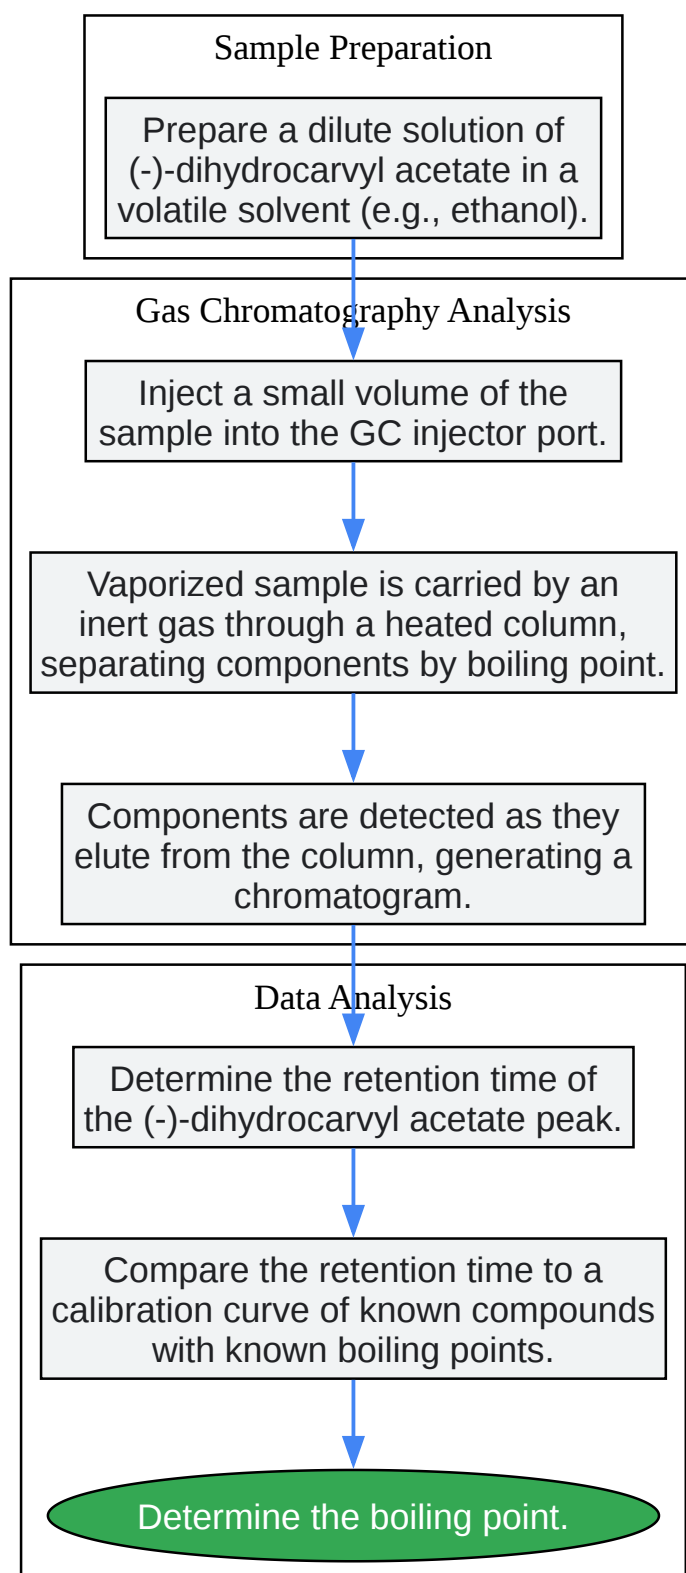 Sample Preparation
Prepare a dilute solution of
(-)-dihydrocarvyl acetate in a
volatile solvent (e.g., ethanol).
Gas Chromatography Analysis
Inject a small volume of the
sample into the GC injector port.
Vaporized sample is carried by an
inert gas through a heated column,
separating components by boiling point.
Components are detected as they
elute from the column, generating a
chromatogram.
Data Analysis
Determine the retention time of
the (-)-dihydrocarvyl acetate peak.
Compare the retention time to a
calibration curve of known compounds
with known boiling points.
Determine the boiling point.